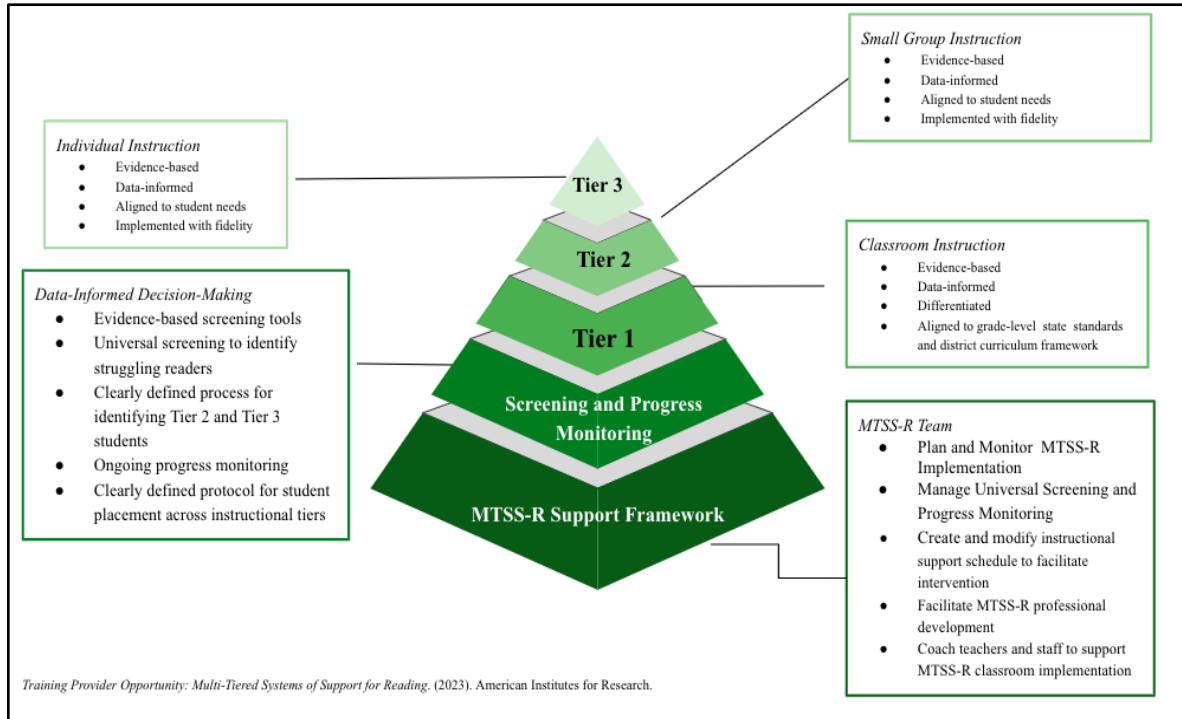 Small Group Instruction
● Evidence-based
● Data-informed
● Aligned to student needs
● Implemented with fidelity
Individual Instruction
● Evidence-based
● Data-informed
● Aligned to student needs
● Implemented with fidelity
Tier 3
Tier 2
Tier 1
Screening and Progress
Monitoring
MTSS-R Support Framework
Classroom Instruction
● Evidence-based
● Data-informed
● Differentiated
● Aligned to grade-level state standards
and district curriculum framework
Data-Informed Decision-Making
● Evidence-based screening tools
● Universal screening to identify
struggling readers
● Clearly defined process for
identifying Tier 2 and Tier 3
students
● Ongoing progress monitoring
● Clearly defined protocol for student
placement across instructional tiers
MTSS-R Team
● Plan and Monitor MTSS-R
Implementation
● Manage Universal Screening and
Progress Monitoring
● Create and modify instructional
support schedule to facilitate
intervention
● Facilitate MTSS-R professional
development
● Coach teachers and staff to support
MTSS-R classroom implementation
Training Provider Opportunity: Multi-Tiered Systems of Support for Reading. (2023). American Institutes for Research.